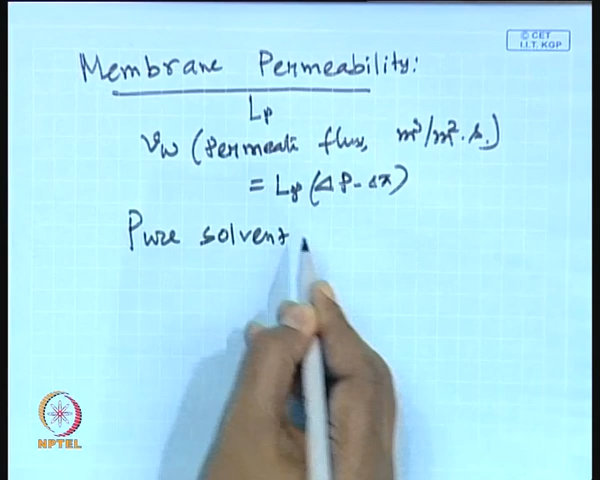 © CET
I.I.T. KGP
Membrane Permeability:
Lp
vw (Permeate flux, m³/m².s.)
= Lp (ΔP-Δπ)
Pure solvent
NPTEL